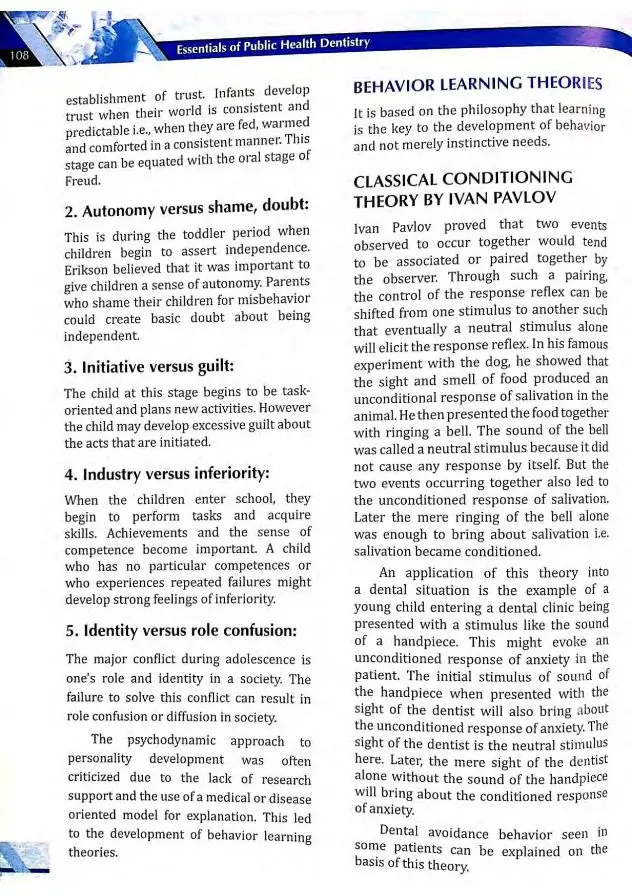 108
Essentials of Public Health Dentistry
establishment of trust. Infants develop
trust when their world is consistent and
predictable i.e., when they are fed, warmed
and comforted in a consistent manner. This
stage can be equated with the oral stage of
Freud.
2. Autonomy versus shame, doubt:
This is during the toddler period when
children begin to assert independence.
Erikson believed that it was important to
give children a sense of autonomy. Parents
who shame their children for misbehavior
could create basic doubt about being
independent.
3. Initiative versus guilt:
The child at this stage begins to be task-
oriented and plans new activities. However
the child may develop excessive guilt about
the acts that are initiated.
4. Industry versus inferiority:
When the children enter school, they
begin to perform tasks and acquire
skills. Achievements and the sense of
competence become important. A child
who has no particular competences or
who experiences repeated failures might
develop strong feelings of inferiority.
5. Identity versus role confusion:
The major conflict during adolescence is
one's role and identity in a society. The
failure to solve this conflict can result in
role confusion or diffusion in society.
The psychodynamic approach to
personality development was often
criticized due to the lack of research
support and the use of a medical or disease
oriented model for explanation. This led
to the development of behavior learning
theories.
BEHAVIOR LEARNING THEORIES
It is based on the philosophy that learning
is the key to the development of behavior
and not merely instinctive needs.
CLASSICAL CONDITIONING
THEORY BY IVAN PAVLOV
Ivan Pavlov proved that two events
observed to occur together would tend
to be associated or paired together by
the observer. Through such a pairing,
the control of the response reflex can be
shifted from one stimulus to another such
that eventually a neutral stimulus alone
will elicit the response reflex. In his famous
experiment with the dog, he showed that
the sight and smell of food produced an
unconditional response of salivation in the
animal. He then presented the food together
with ringing a bell. The sound of the bell
was called a neutral stimulus because it did
not cause any response by itself. But the
two events occurring together also led to
the unconditioned response of salivation.
Later the mere ringing of the bell alone
was enough to bring about salivation i.e.
salivation became conditioned.
An application of this theory into
a dental situation is the example of a
young child entering a dental clinic being
presented with a stimulus like the sound
of a handpiece. This might evoke an
unconditioned response of anxiety in the
patient. The initial stimulus of sound of
the handpiece when presented with the
sight of the dentist will also bring about
the unconditioned response of anxiety. The
sight of the dentist is the neutral stimulus
here. Later, the mere sight of the dentist
alone without the sound of the handpiece
will bring about the conditioned response
of anxiety.
Dental avoidance behavior seen in
some patients can be explained on the
basis of this theory.